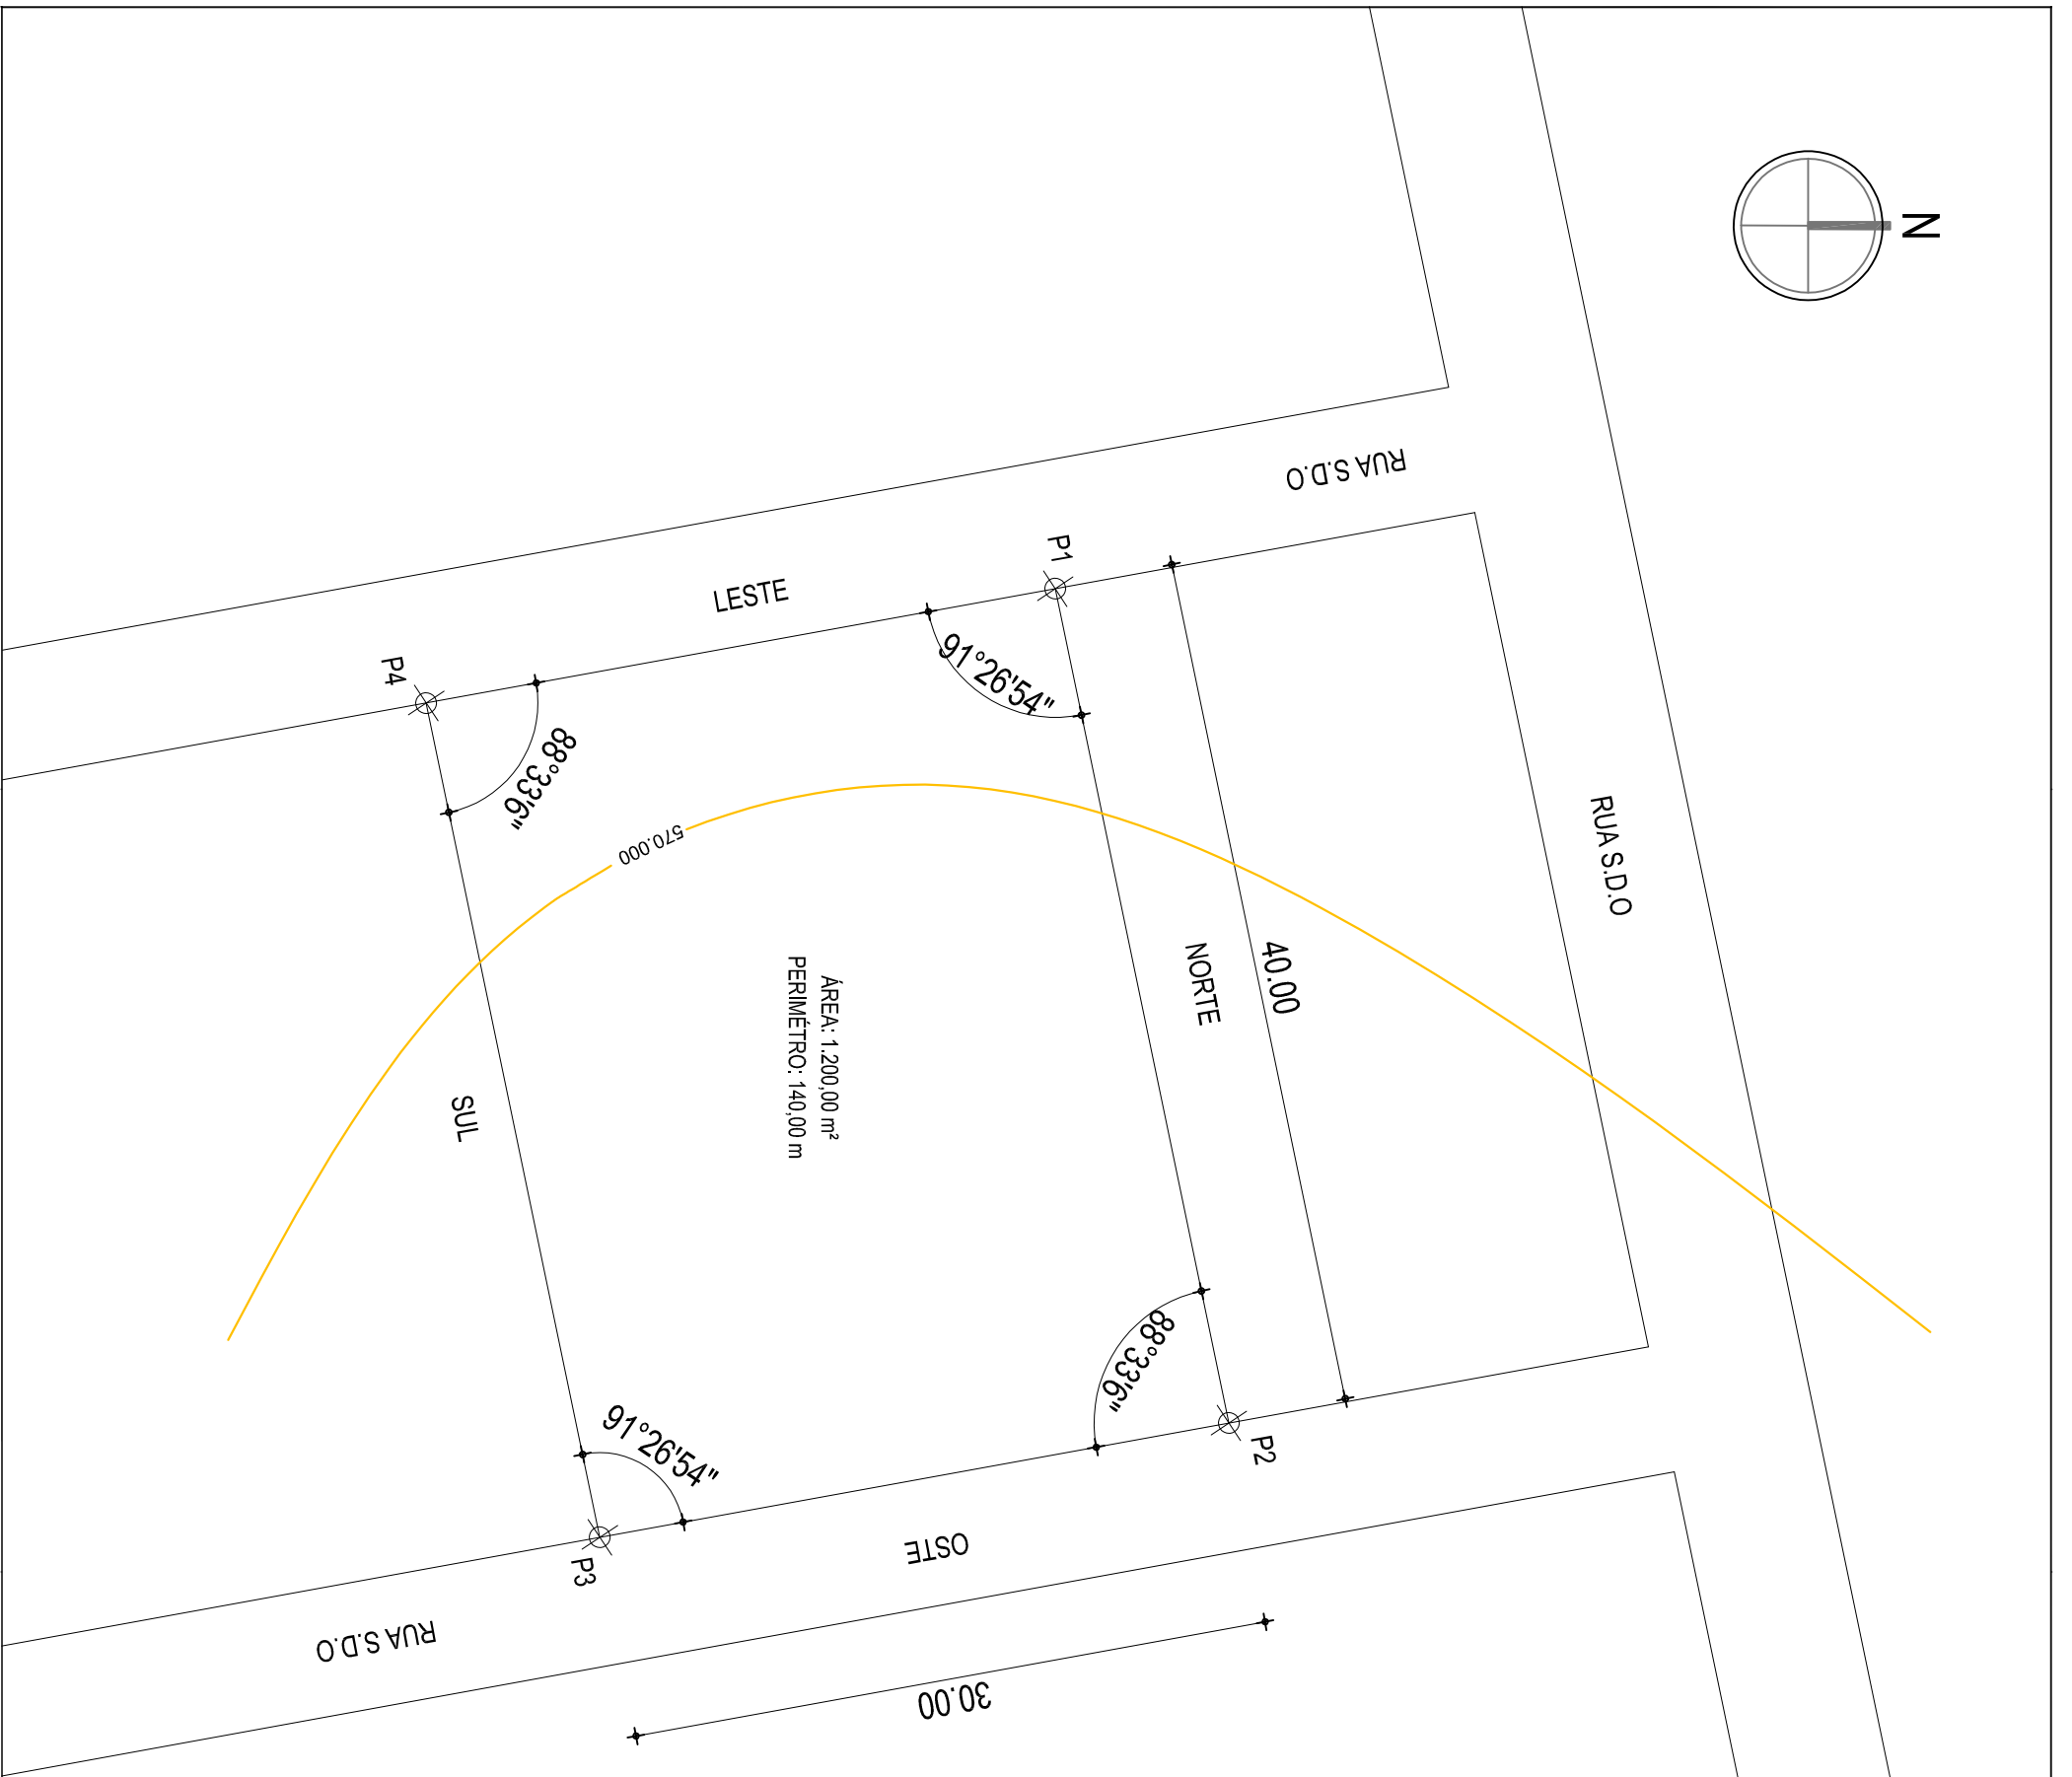 N
RUA S.D.O
P1
LESTE
P4
91°26'54"
88°33'6"
570.000
RUA S.D.O
40.00
NORTE
ÁREA: 1.200,00 m²
PERIMÉTRO: 140,00 m
SUL
88°33'6"
91°26'54"
P2
OSTE
P3
RUA S.D.O
30.00